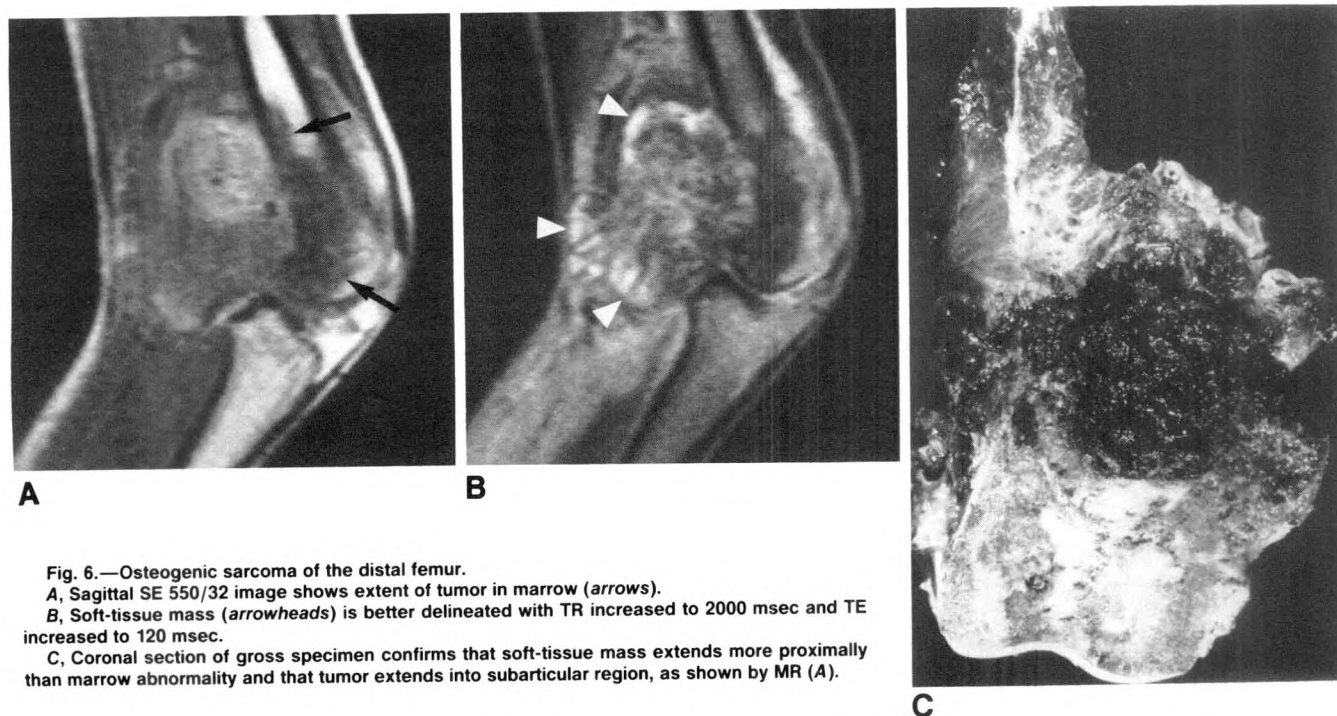 A
B
C
Fig. 6.—Osteogenic sarcoma of the distal femur.
A, Sagittal SE 550/32 image shows extent of tumor in marrow (arrows).
B, Soft-tissue mass (arrowheads) is better delineated with TR increased to 2000 msec and TE
increased to 120 msec.
C, Coronal section of gross specimen confirms that soft-tissue mass extends more proximally
than marrow abnormality and that tumor extends into subarticular region, as shown by MR (A).